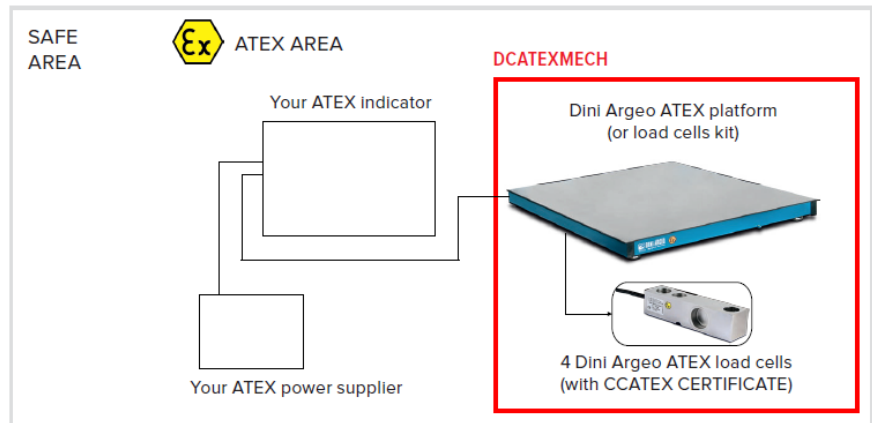 SAFE
AREA
Ex
ATEX AREA
DCATEXMECH
Your ATEX indicator
Dini Argeo ATEX platform
(or load cells kit)
4 Dini Argeo ATEX load cells
(with CCATEX CERTIFICATE)
Your ATEX power supplier